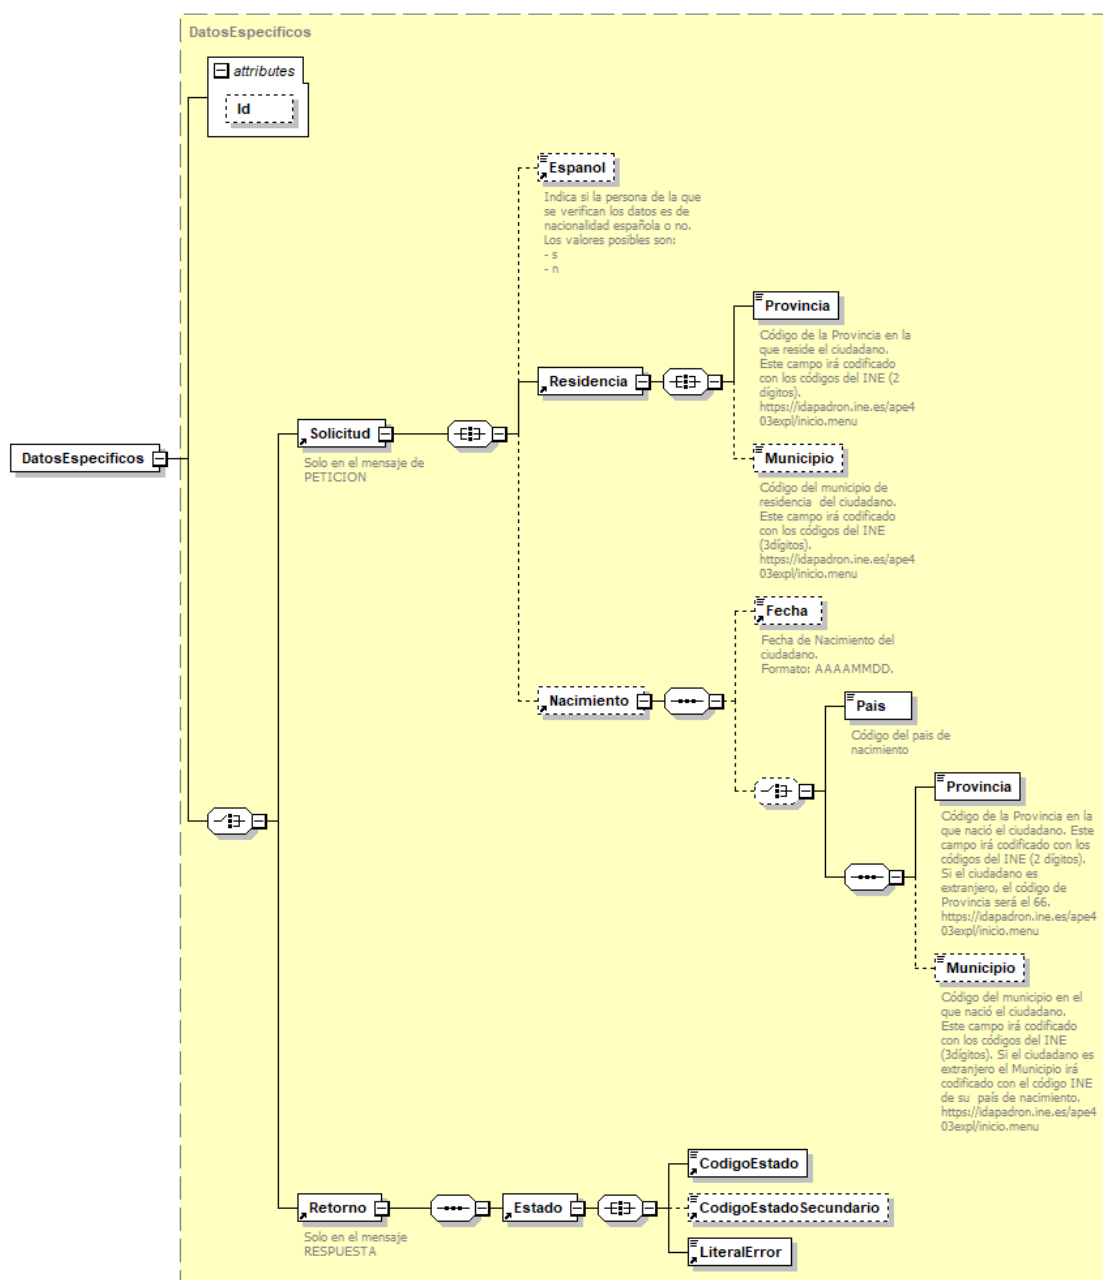 DatosEspecificos
attributes
Id
Espanol
Indica si la persona de la que
se verifican los datos es de
nacionalidad española o no.
Los valores posibles son:
- s
- n
Provincia
Código de la Provincia en la
que reside el ciudadano.
Este campo irá codificado
con los códigos del INE (2
dígitos).
https://idapadron.ine.es/ape4
03expl/inicio.menu
Residencia
Solicitud
Solo en el mensaje de
PETICION
DatosEspecificos
Municipio
Código del municipio de
residencia  del ciudadano.
Este campo irá codificado
con los códigos del INE
(3dígitos).
https://idapadron.ine.es/ape4
03expl/inicio.menu
Fecha
Fecha de Nacimiento del
ciudadano.
Formato: AAAAMMDD.
Nacimiento
Pais
Código del pais de
nacimiento
Provincia
Código de la Provincia en la
que nació el ciudadano. Este
campo irá codificado con los
códigos del INE (2 dígitos).
Si el ciudadano es
extranjero, el código de
Provincia será el 66.
https://idapadron.ine.es/ape4
03expl/inicio.menu
Municipio
Código del municipio en el
que nació el ciudadano.
Este campo irá codificado
con los códigos del INE
(3dígitos). Si el ciudadano es
extranjero el Municipio irá
codificado con el código INE
de su  país de nacimiento.
https://idapadron.ine.es/ape4
03expl/inicio.menu
Retorno
Solo en el mensaje
RESPUESTA
Estado
CodigoEstado
CodigoEstadoSecundario
LiteralError